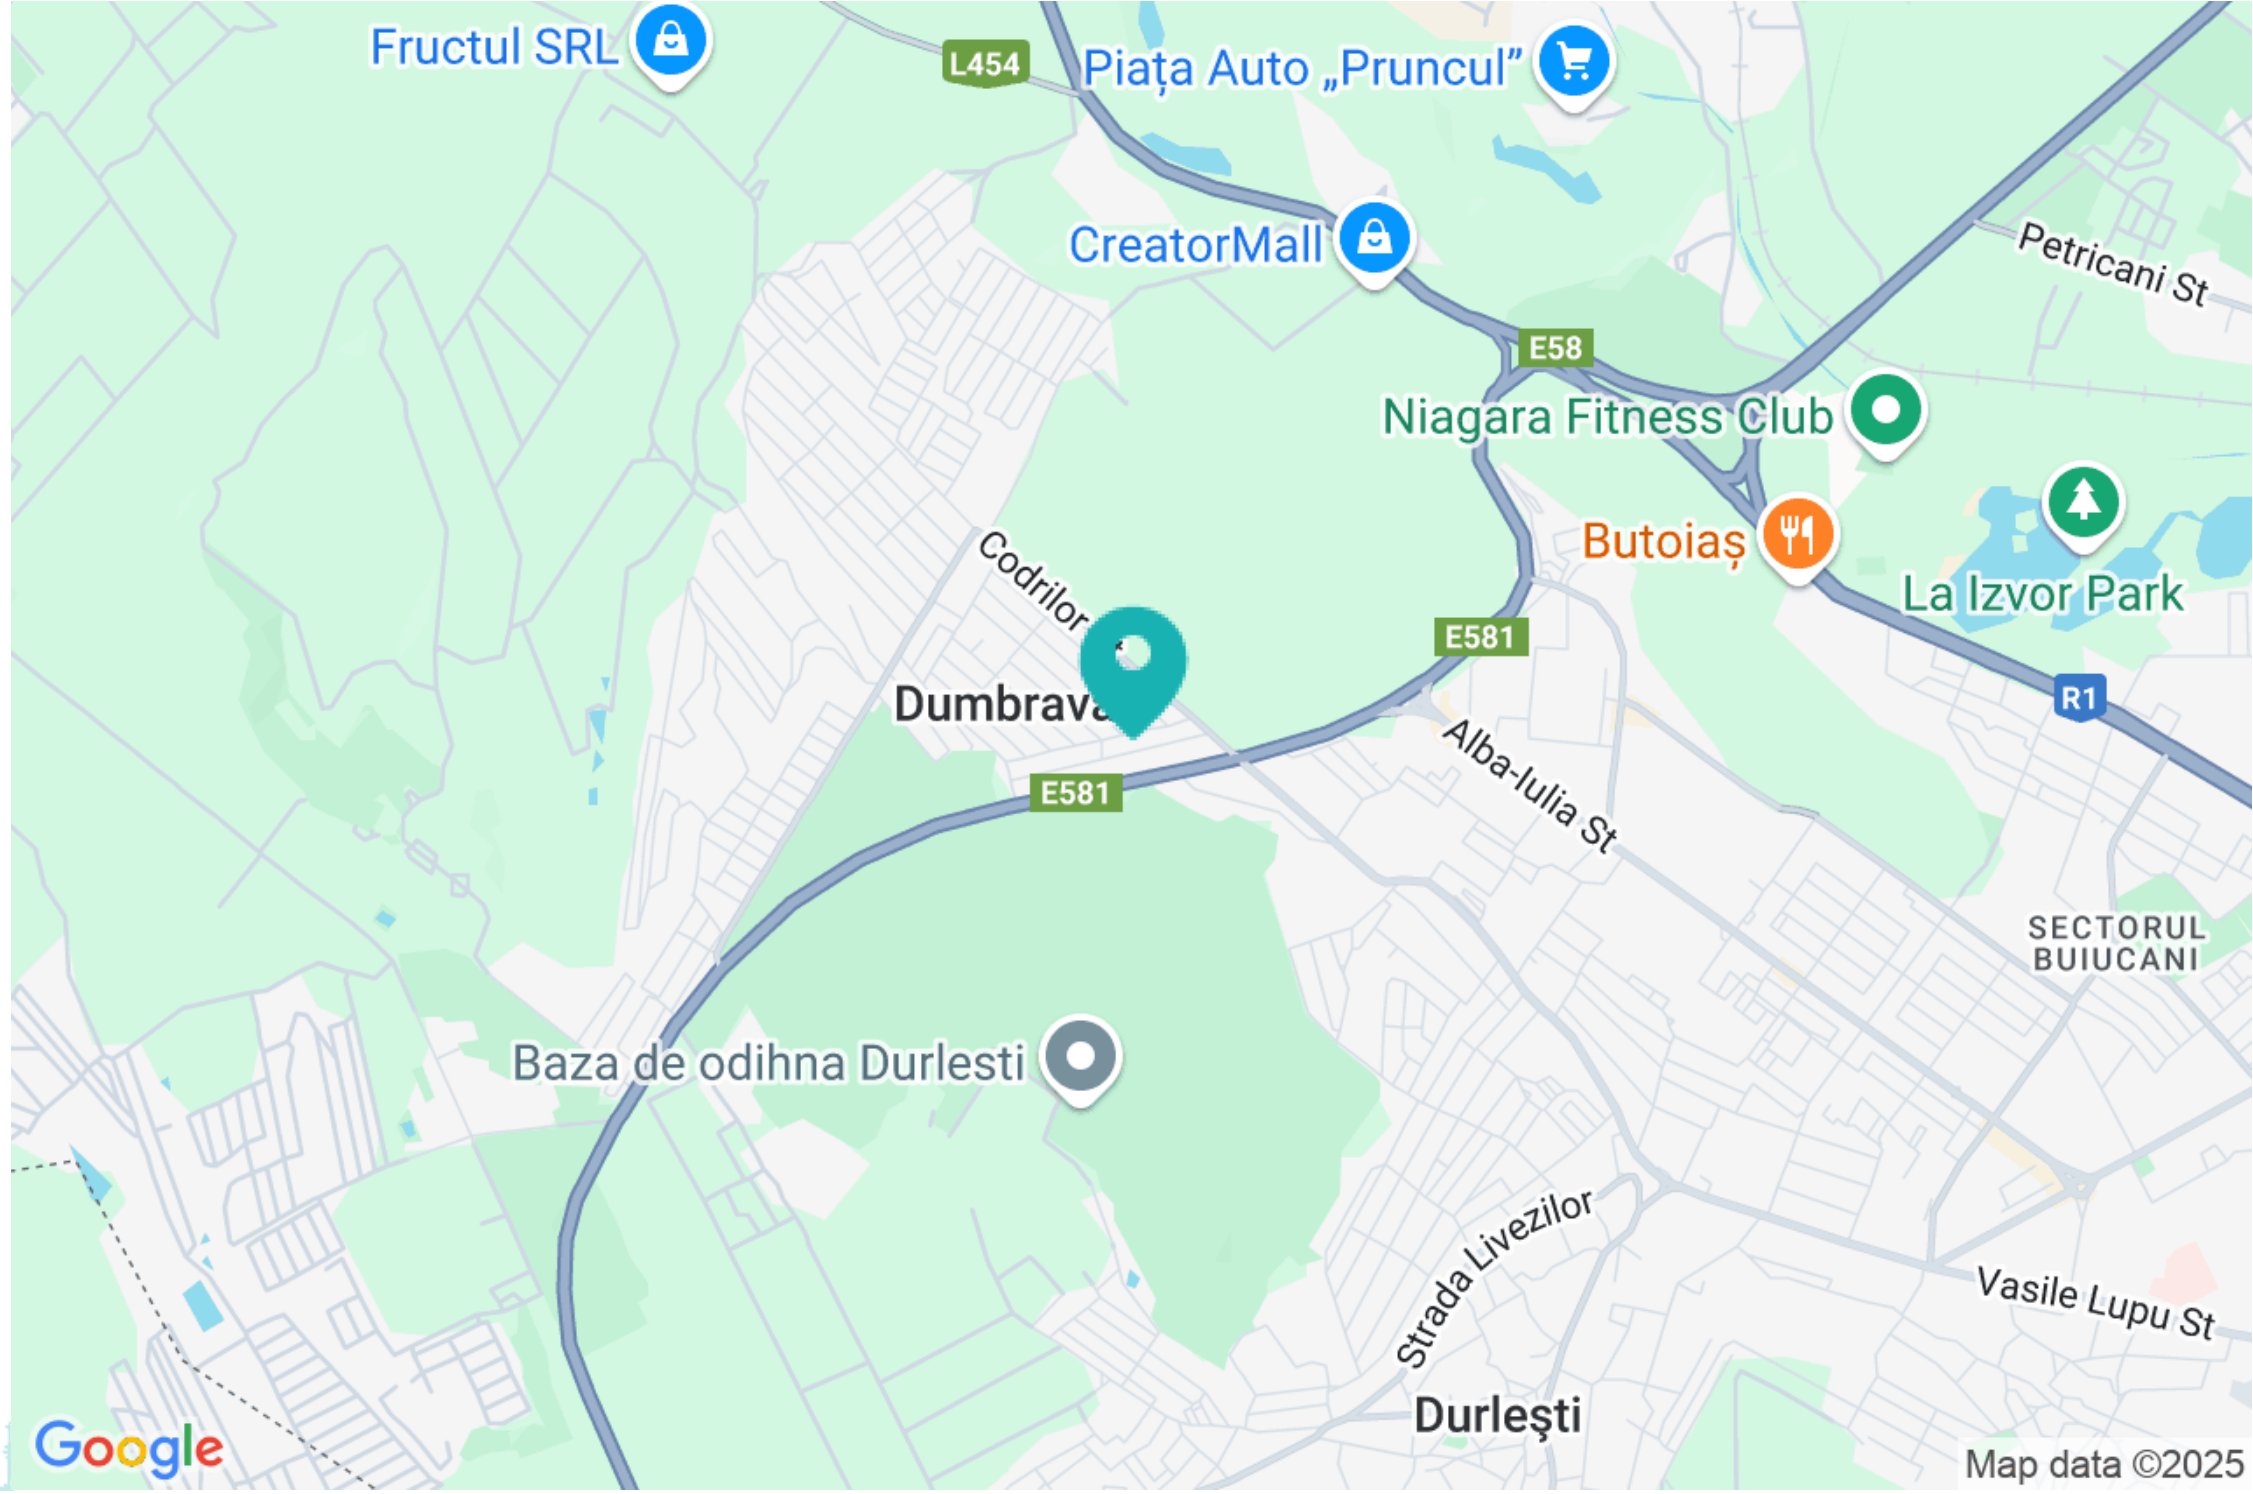 Fructul SRL
L454
Piața Auto „Pruncul”
CreatorMall
Petricani St
E58
Niagara Fitness Club
Butoiaș
La Izvor Park
Codrilor
E581
R1
Dumbrava
Alba-Iulia St
E581
SECTORUL
BUIUCANI
Baza de odihna Durlesti
Strada Livezilor
Vasile Lupu St
Durleşti
Google
Map data ©2025